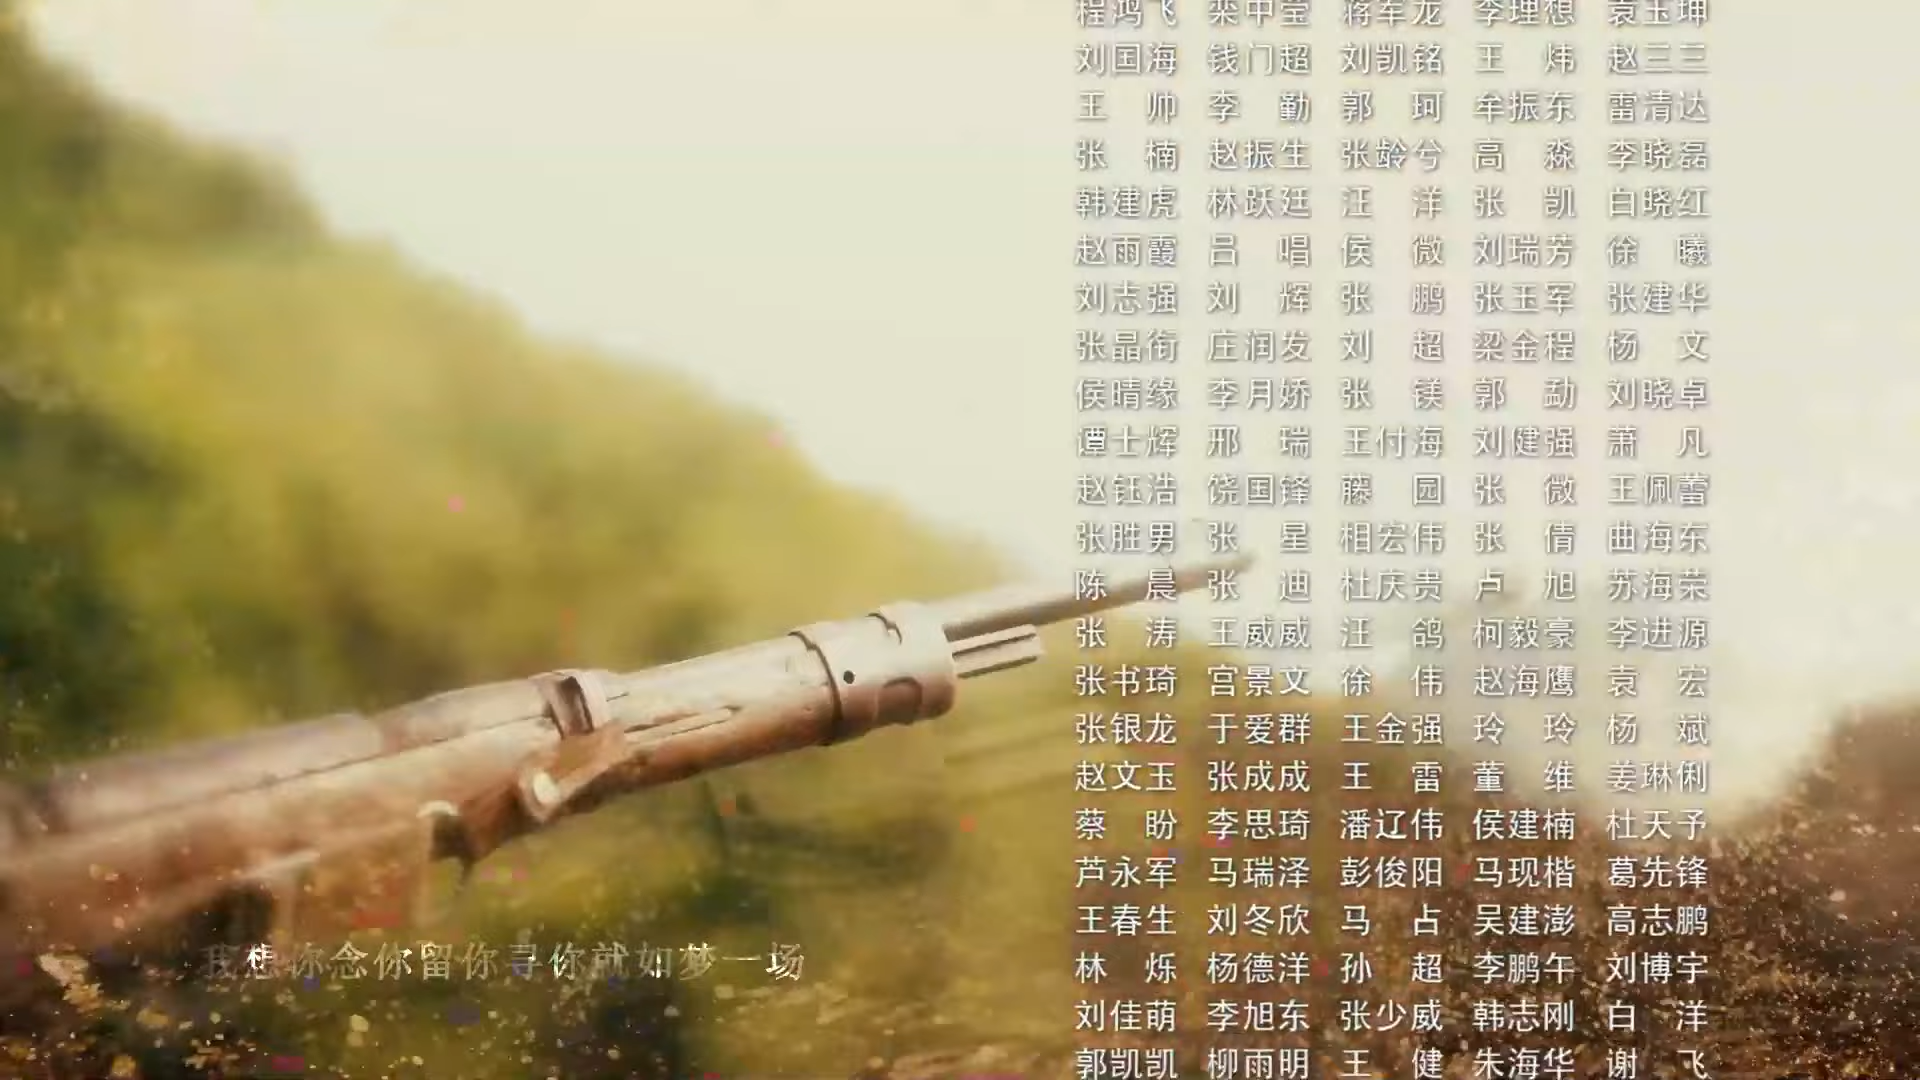 程鸿飞 栾中莹 蒋军龙 李理想 袁玉坤
刘国海 钱门超 刘凯铭 王 炜 赵三三
王 帅 李 勤 郭 珂 牟振东 雷清达
张 楠 赵振生 张龄兮 高 淼 李晓磊
韩建虎 林跃廷 汪 洋 张 凯 白晓红
赵雨霞 吕 唱 侯 微 刘瑞芳 徐 曦
刘志强 刘 辉 张 鹏 张玉军 张建华
张晶衔 庄润发 刘 超 梁金程 杨 文
侯晴缘 李月娇 张 镁 郭 勐 刘晓卓
谭士辉 邢 瑞 王付海 刘健强 萧 凡
赵钰浩 饶国锋 藤 园 张 微 王佩蕾
张胜男 张 星 相宏伟 张 倩 曲海东
陈 晨 张 迪 杜庆贵 卢 旭 苏海荣
张 涛 王威威 汪 鸽 柯毅豪 李进源
张书琦 宫景文 徐 伟 赵海鹰 袁 宏
张银龙 于爱群 王金强 玲 玲 杨 斌
赵文玉 张成成 王 雷 董 维 姜琳俐
蔡 盼 李思琦 潘辽伟 侯建楠 杜天予
芦永军 马瑞泽 彭俊阳 马现楷 葛先锋
王春生 刘冬欣 马 占 吴建澎 高志鹏
林 烁 杨德洋 孙 超 李鹏午 刘博宇
刘佳萌 李旭东 张少威 韩志刚 白 洋
郭凯凯 柳雨明 王 健 朱海华 谢 飞
我想你念你留你寻你就如梦一场